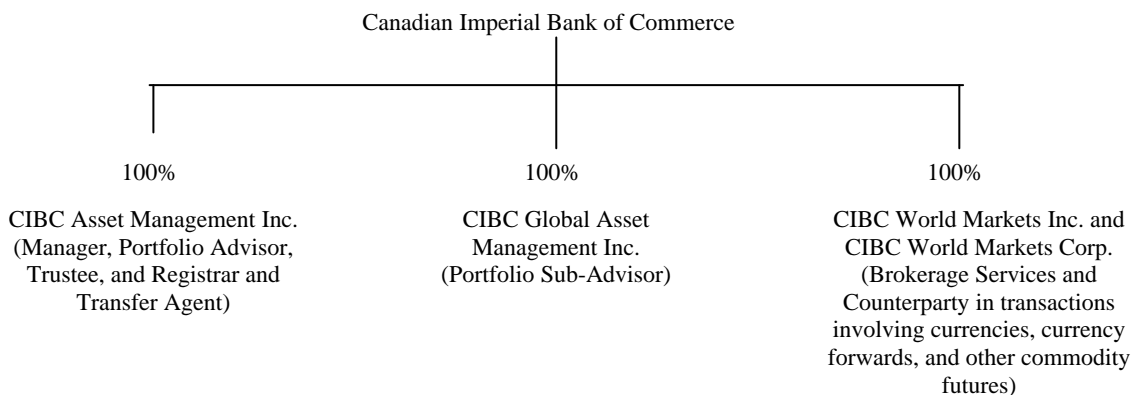 Canadian Imperial Bank of Commerce
100%
CIBC Asset Management Inc.
(Manager, Portfolio Advisor,
Trustee, and Registrar and
Transfer Agent)
100%
CIBC Global Asset
Management Inc.
(Portfolio Sub-Advisor)
100%
CIBC World Markets Inc. and
CIBC World Markets Corp.
(Brokerage Services and
Counterparty in transactions
involving currencies, currency
forwards, and other commodity
futures)